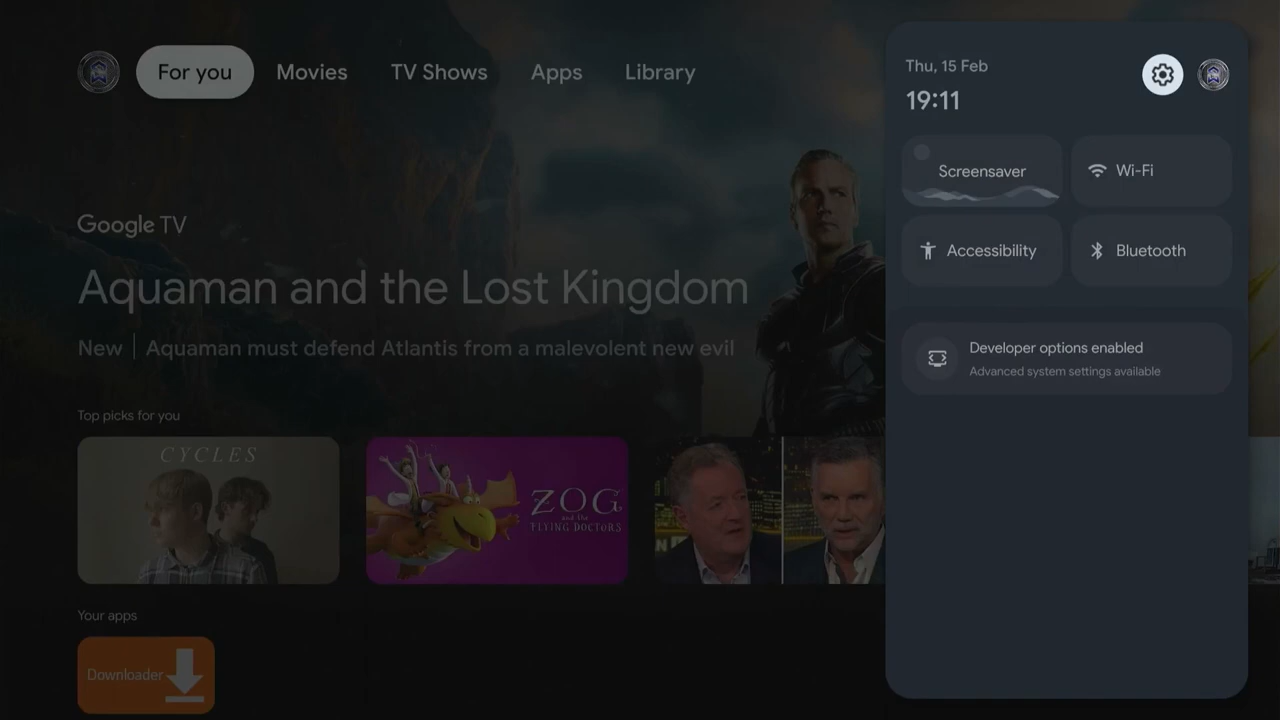 For you
Movies
TV Shows
Apps
Library
Google TV
Aquaman and the Lost Kingdom
New | Aquaman must defend Atlantis from a malevolent new evil
Top picks for you
CYCLES
ZOG
and the
FLYING DOCTORS
Your apps
Downloader
Thu, 15 Feb
19:11
Screensaver
Wi-Fi
Accessibility
Bluetooth
Developer options enabled
Advanced system settings available